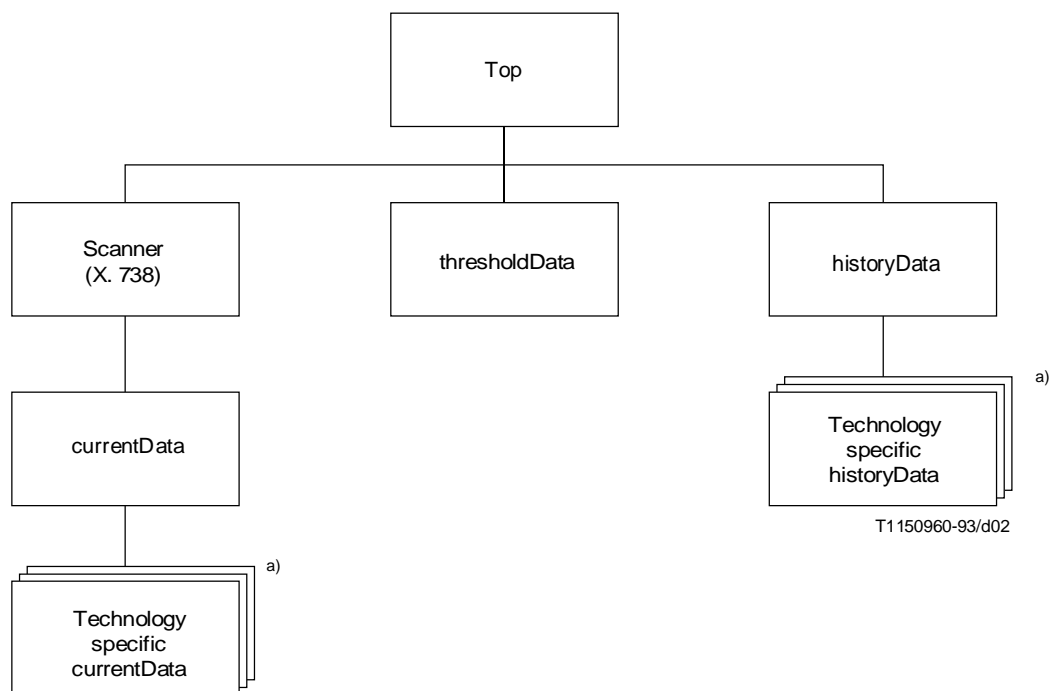 Top
Scanner
(X. 738)
thresholdData
historyData
currentData
a)
Technology
specific
historyData
T1150960-93/d02
a)
Technology
specific
currentData